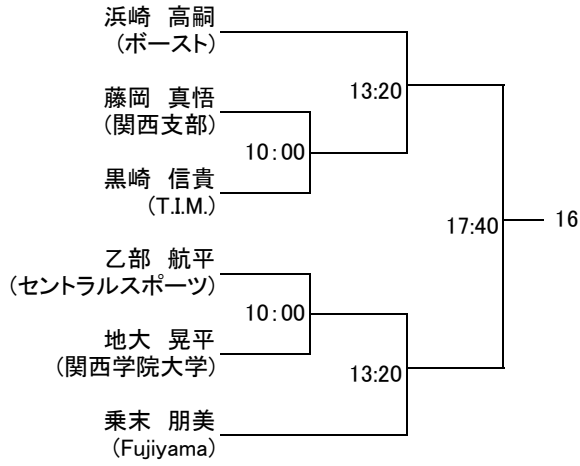 浜崎 高嗣
(ボースト)
13:20
藤岡 真悟
(関西支部)
10:00
黒崎 信貴
(T.I.M.)
17:40
16
乙部 航平
(セントラルスポーツ)
10:00
地大 晃平
(関西学院大学)
13:20
乗末 朋美
(Fujiyama)